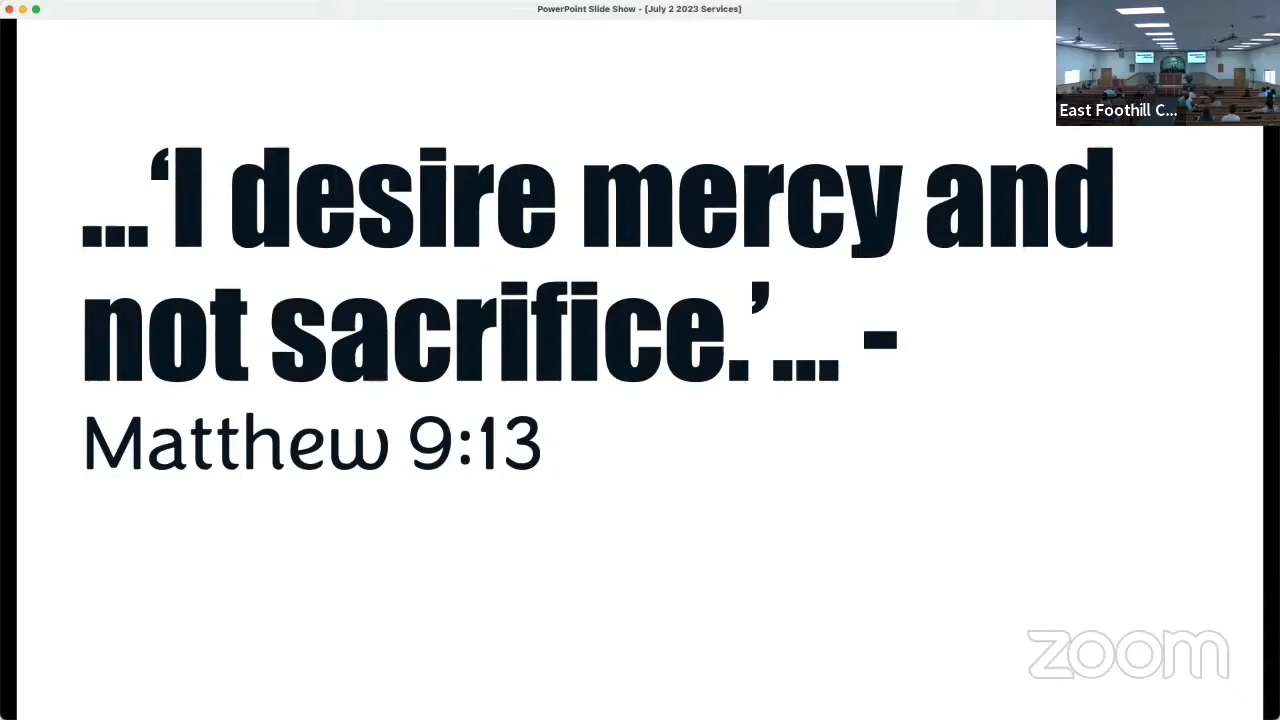 PowerPoint Slide Show - [July 2 2023 Services]
East Foothill C...
...‘I desire mercy and
not sacrifice.’... -
Matthew 9:13
zoom